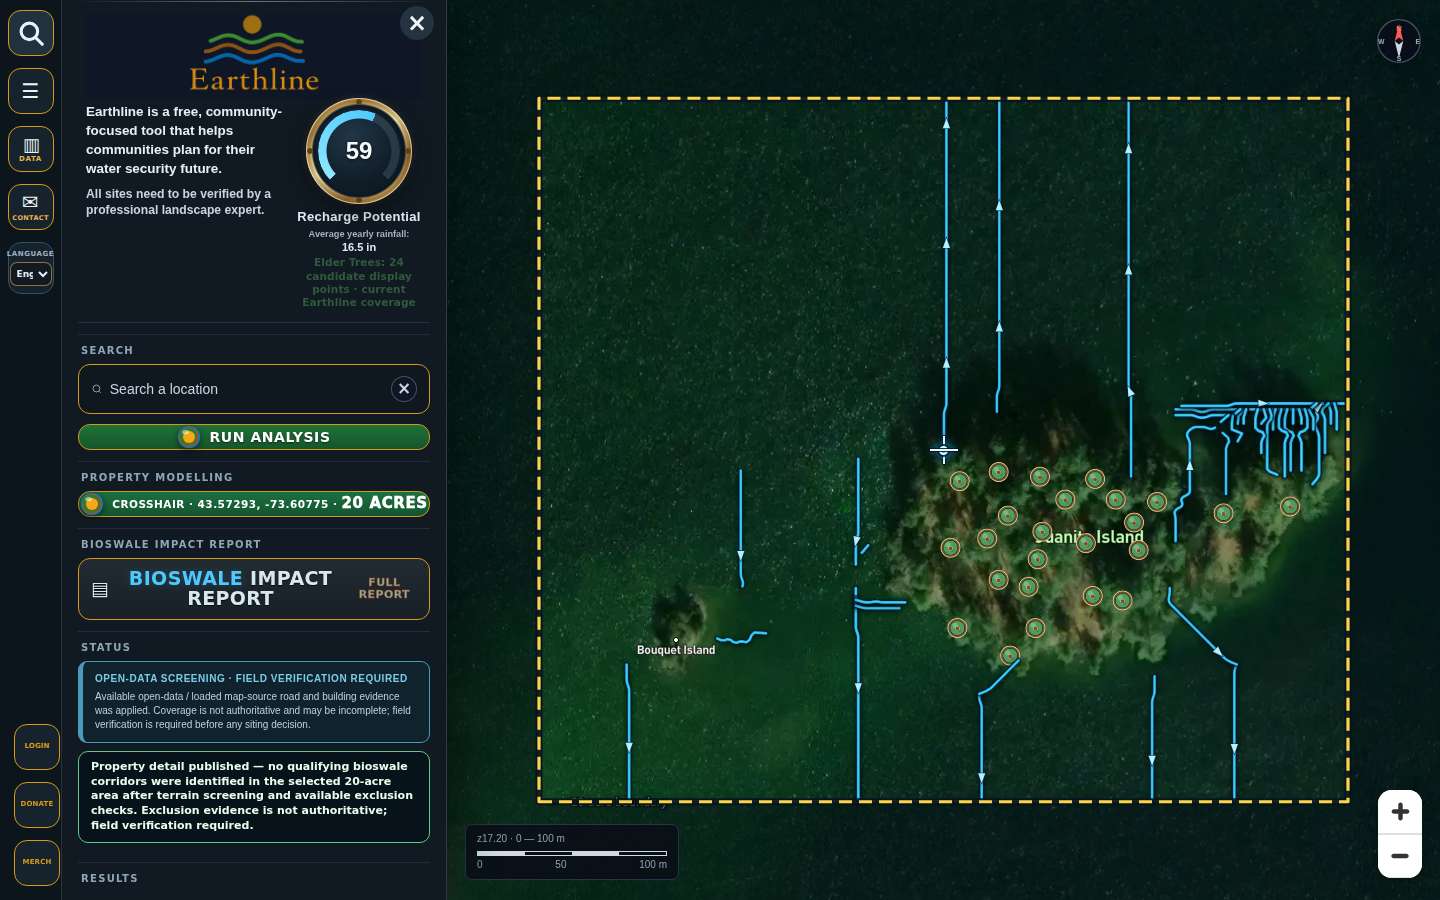 DATA
CONTACT
LANGUAGE
Eng
LOGIN
DONATE
MERCH
Earthline
Earthline is a free, community-
focused tool that helps
communities plan for their
water security future.
All sites need to be verified by a
professional landscape expert.
59
Recharge Potential
Average yearly rainfall:
16.5 in
Elder Trees: 24
candidate display
points · current
Earthline coverage
SEARCH
Search a location
RUN ANALYSIS
PROPERTY MODELLING
CROSSHAIR · 43.57293, -73.60775 · 20 ACRES
BIOSWALE IMPACT REPORT
BIOSWALE IMPACT
REPORT
FULL
REPORT
STATUS
OPEN-DATA SCREENING · FIELD VERIFICATION REQUIRED
Available open-data / loaded map-source road and building evidence
was applied. Coverage is not authoritative and may be incomplete; field
verification is required before any siting decision.
Property detail published — no qualifying bioswale
corridors were identified in the selected 20-acre
area after terrain screening and available exclusion
checks. Exclusion evidence is not authoritative;
field verification required.
RESULTS
N
W
E
S
Juanita Island
Bouquet Island
z17.20 · 0 — 100 m
0
50
100 m